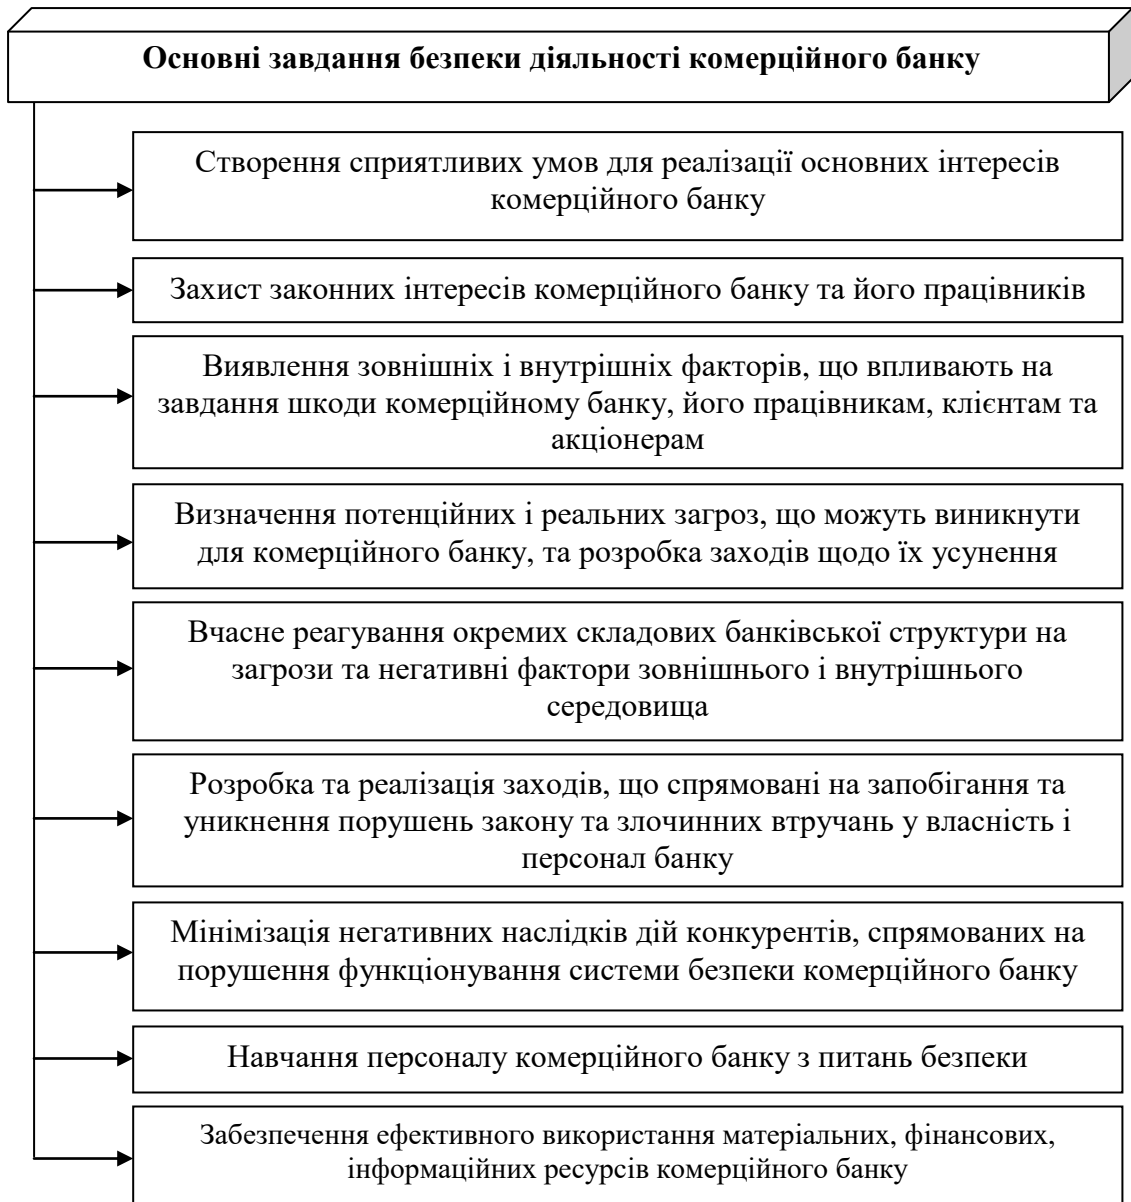 Основні завдання безпеки діяльності комерційного банку
Створення сприятливих умов для реалізації основних інтересів
комерційного банку
Захист законних інтересів комерційного банку та його працівників
Виявлення зовнішніх і внутрішніх факторів, що впливають на
завдання шкоди комерційному банку, його працівникам, клієнтам та
акціонерам
Визначення потенційних і реальних загроз, що можуть виникнути
для комерційного банку, та розробка заходів щодо їх усунення
Вчасне реагування окремих складових банківської структури на
загрози та негативні фактори зовнішнього і внутрішнього
середовища
Розробка та реалізація заходів, що спрямовані на запобігання та
уникнення порушень закону та злочинних втручань у власність і
персонал банку
Мінімізація негативних наслідків дій конкурентів, спрямованих на
порушення функціонування системи безпеки комерційного банку
Навчання персоналу комерційного банку з питань безпеки
Забезпечення ефективного використання матеріальних, фінансових,
інформаційних ресурсів комерційного банку